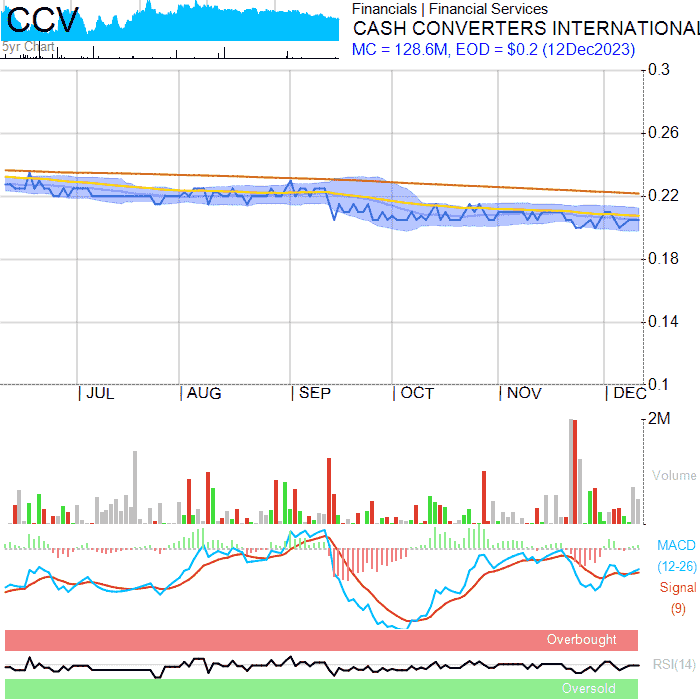 CCV
5yr Chart
Financials | Financial Services
CASH CONVERTERS INTERNATIONAL
MC = 128.6M, EOD = $0.2 (12Dec2023)
0.3
0.26
0.22
0.18
0.14
0.1
| JUL | AUG | SEP | OCT | NOV | DEC
2M
Volume
MACD
(12-26)
Signal
(9)
Overbought
RSI(14)
Oversold